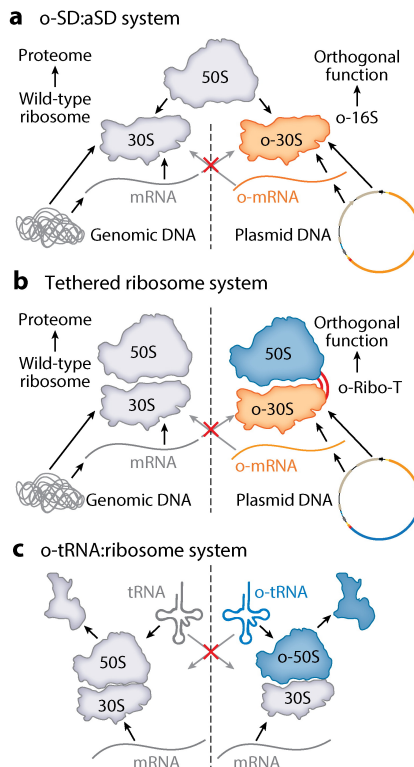 a o-SD:aSD system
Proteome
Wild-type
ribosome
50S
Orthogonal
function
o-16S
30S
o-30S
mRNA
o-mRNA
Genomic DNA
Plasmid DNA
b Tethered ribosome system
Proteome
Wild-type
ribosome
50S
50S
Orthogonal
function
o-Ribo-T
30S
o-30S
mRNA
o-mRNA
Genomic DNA
Plasmid DNA
c o-tRNA:ribosome system
tRNA
o-tRNA
50S
o-50S
30S
30S
mRNA
mRNA